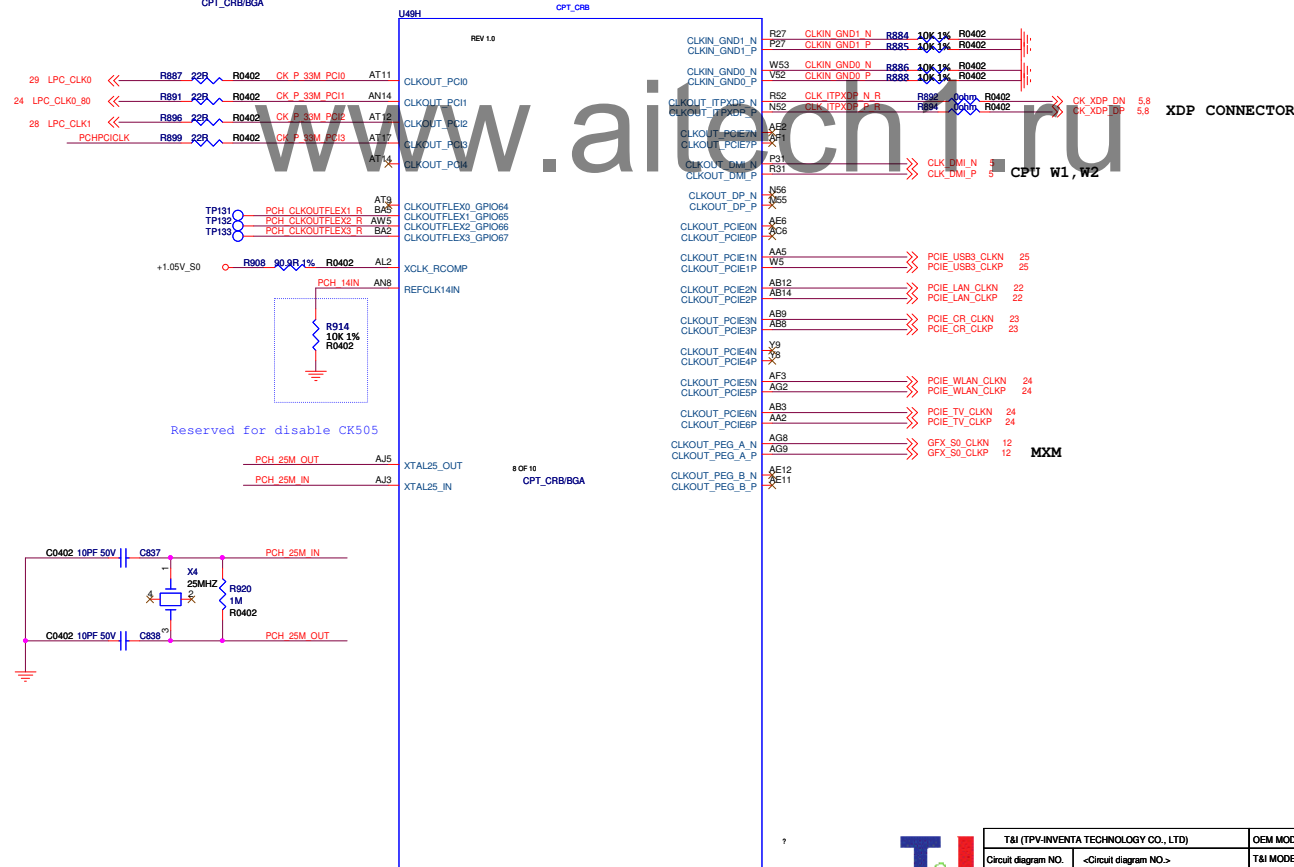 CPT_CRB/BGA
U49H
CPT_CRB
REV 1.0
29 LPC_CLK0 R887 22R R0402 CK_P_33M_PCI0 AT11 CLKOUT_PCI0
24 LPC_CLK0_80 R891 22R R0402 CK_P_33M_PCI1 AN14 CLKOUT_PCI1
28 LPC_CLK1 R896 22R R0402 CK_P_33M_PCI2 AT12 CLKOUT_PCI2
PCHPCICLK R899 22R R0402 CK_P_33M_PCI3 AT17 CLKOUT_PCI3
AT14 CLKOUT_PCI4
AT9 CLKOUTFLEX0_GPIO64
TP131 PCH_CLKOUTFLEX1_R BA5 CLKOUTFLEX1_GPIO65
TP132 PCH_CLKOUTFLEX2_R AW5 CLKOUTFLEX2_GPIO66
TP133 PCH_CLKOUTFLEX3_R BA2 CLKOUTFLEX3_GPIO67
+1.05V_S0 R908 90.9R 1% R0402 AL2 XCLK_RCOMP
PCH_14IN AN8 REFCLK14IN
R914
10K 1%
R0402
Reserved for disable CK505
PCH_25M_OUT AJ5 XTAL25_OUT
PCH_25M_IN AJ3 XTAL25_IN
8 OF 10
CPT_CRB/BGA
CLKIN_GND1_N R27 CLKIN_GND1_N R884 10K 1% R0402
CLKIN_GND1_P P27 CLKIN_GND1_P R885 10K 1% R0402
CLKIN_GND0_N W53 CLKIN_GND0_N R886 10K 1% R0402
CLKIN_GND0_P V52 CLKIN_GND0_P R888 10K 1% R0402
CLKOUT_ITPXDP_N R52 CLK_ITPXDP_N_R R892 0ohm R0402 CK_XDP_DN 5,8
CLKOUT_ITPXDP_P N52 CLK_ITPXDP_P_R R894 0ohm R0402 CK_XDP_DP 5,8
XDP CONNECTOR
CLKOUT_PCIE7N AE2
CLKOUT_PCIE7P AF1
CLKOUT_DMI_N P31 CLK_DMI_N 5
CLKOUT_DMI_P R31 CLK_DMI_P 5
CPU W1,W2
CLKOUT_DP_N N56
CLKOUT_DP_P M55
CLKOUT_PCIE0N AE6
CLKOUT_PCIE0P AC6
CLKOUT_PCIE1N AA5 PCIE_USB3_CLKN 25
CLKOUT_PCIE1P W5 PCIE_USB3_CLKP 25
CLKOUT_PCIE2N AB12 PCIE_LAN_CLKN 22
CLKOUT_PCIE2P AB14 PCIE_LAN_CLKP 22
CLKOUT_PCIE3N AB9 PCIE_CR_CLKN 23
CLKOUT_PCIE3P AB8 PCIE_CR_CLKP 23
CLKOUT_PCIE4N Y9
CLKOUT_PCIE4P Y8
CLKOUT_PCIE5N AF3 PCIE_WLAN_CLKN 24
CLKOUT_PCIE5P AG2 PCIE_WLAN_CLKP 24
CLKOUT_PCIE6N AB3 PCIE_TV_CLKN 24
CLKOUT_PCIE6P AA2 PCIE_TV_CLKP 24
CLKOUT_PEG_A_N AG8 GFX_S0_CLKN 12
CLKOUT_PEG_A_P AG9 GFX_S0_CLKP 12
MXM
CLKOUT_PEG_B_N AE12
CLKOUT_PEG_B_P AE11
www.aitech1.ru
C0402 10PF 50V C837 PCH_25M_IN
1
X4
25MHZ
4 2
R920
1M
R0402
3
C0402 10PF 50V C838 PCH_25M_OUT
?
T&I (TPV-INVENTA TECHNOLOGY CO., LTD) OEM MOD
Circuit diagram NO. <Circuit diagram NO.> T&I MODE